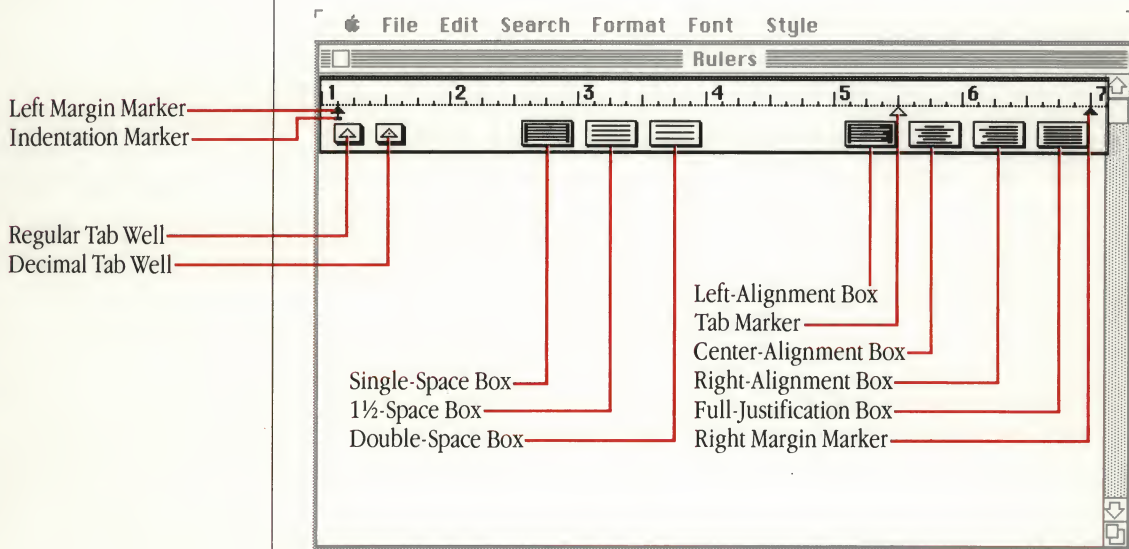 File Edit Search Format Font Style
Rulers
1 2 3 4 5 6 7
Left Margin Marker
Indentation Marker
Regular Tab Well
Decimal Tab Well
Single-Space Box
1½-Space Box
Double-Space Box
Left-Alignment Box
Tab Marker
Center-Alignment Box
Right-Alignment Box
Full-Justification Box
Right Margin Marker